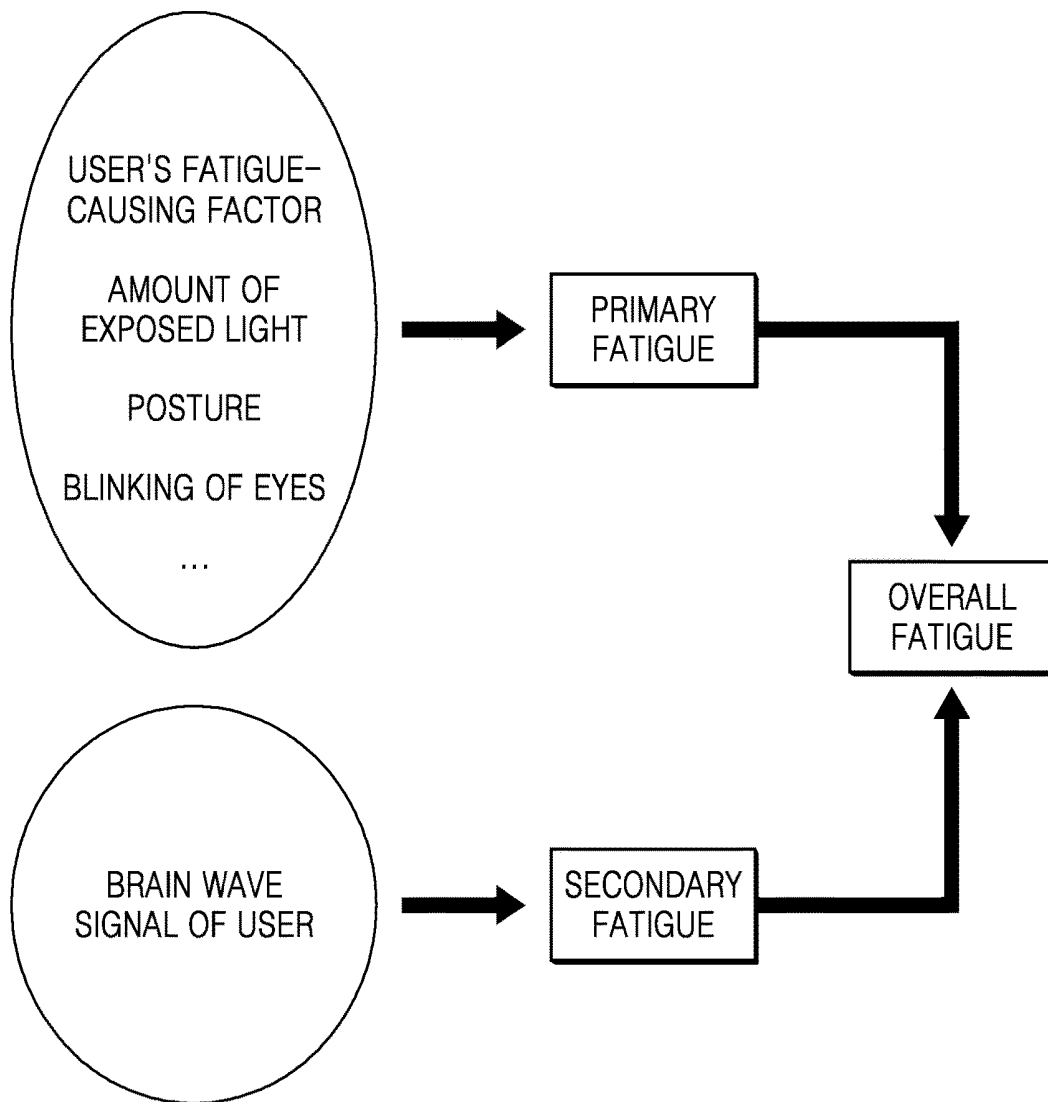 USER'S FATIGUE-
CAUSING FACTOR
AMOUNT OF
EXPOSED LIGHT
POSTURE
BLINKING OF EYES
...
PRIMARY
FATIGUE
OVERALL
FATIGUE
BRAIN WAVE
SIGNAL OF USER
SECONDARY
FATIGUE